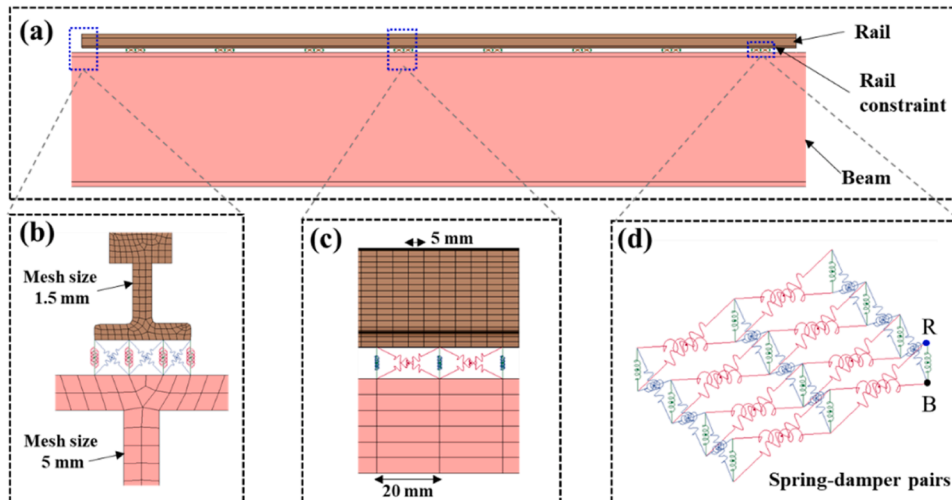 (a)
Rail
Rail
constraint
Beam
(b)
Mesh size
1.5 mm
Mesh size
5 mm
(c)
5 mm
20 mm
(d)
R
B
Spring-damper pairs